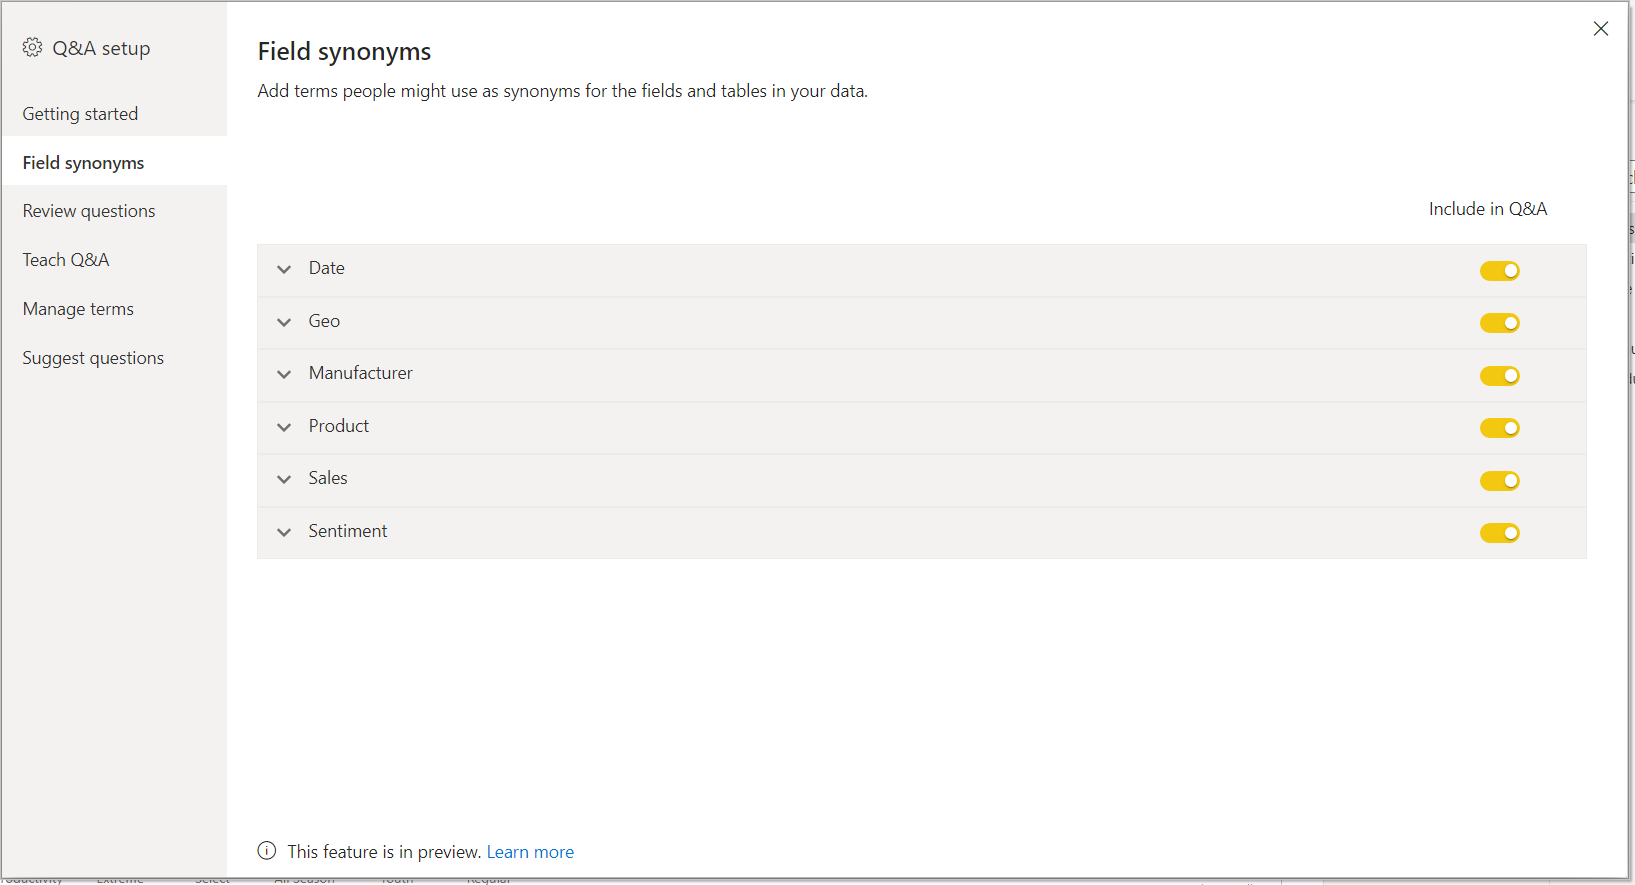 Q&A setup
Getting started
Field synonyms
Review questions
Teach Q&A
Manage terms
Suggest questions
Field synonyms
Add terms people might use as synonyms for the fields and tables in your data.
Include in Q&A
Date
Geo
Manufacturer
Product
Sales
Sentiment
This feature is in preview. Learn more